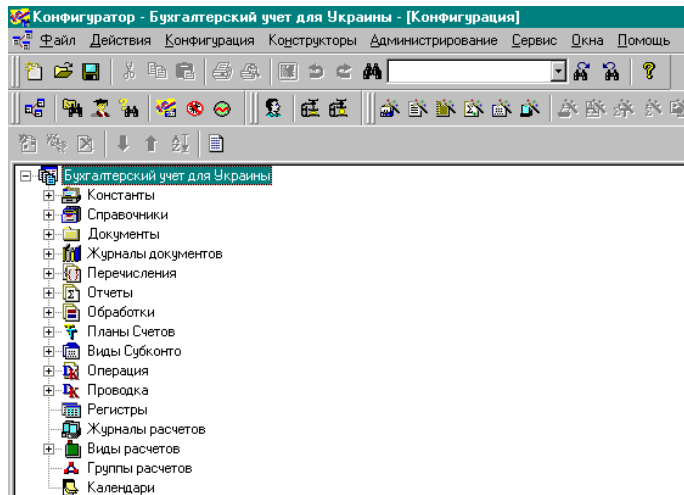 Конфигуратор - Бухгалтерский учет для Украины - [Конфигурация]
Файл Действия Конфигурация Конструкторы Администрирование Сервис Окна Помощь
Бухгалтерский учет для Украины
Константы
Справочники
Документы
Журналы документов
Перечисления
Отчеты
Обработки
Планы Счетов
Виды Субконто
Операция
Проводка
Регистры
Журналы расчетов
Виды расчетов
Группы расчетов
Календари